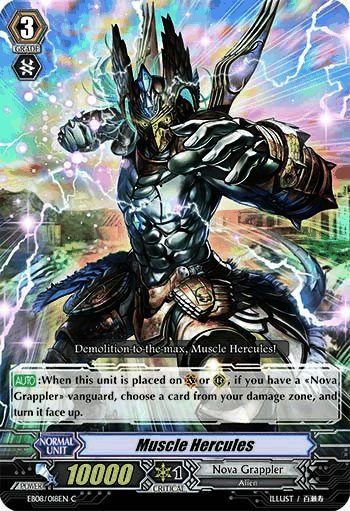 3
GRADE
Demolition-to-the-max, Muscle Hercules!
AUTO :When this unit is placed on V or R, if you have a «Nova
Grappler» vanguard, choose a card from your damage zone, and
turn it face up.
NORMAL
UNIT
Muscle Hercules
POWER
10000
1
CRITICAL
Nova Grappler
Alien
EB08/018EN C
ILLUST / 百瀬寿